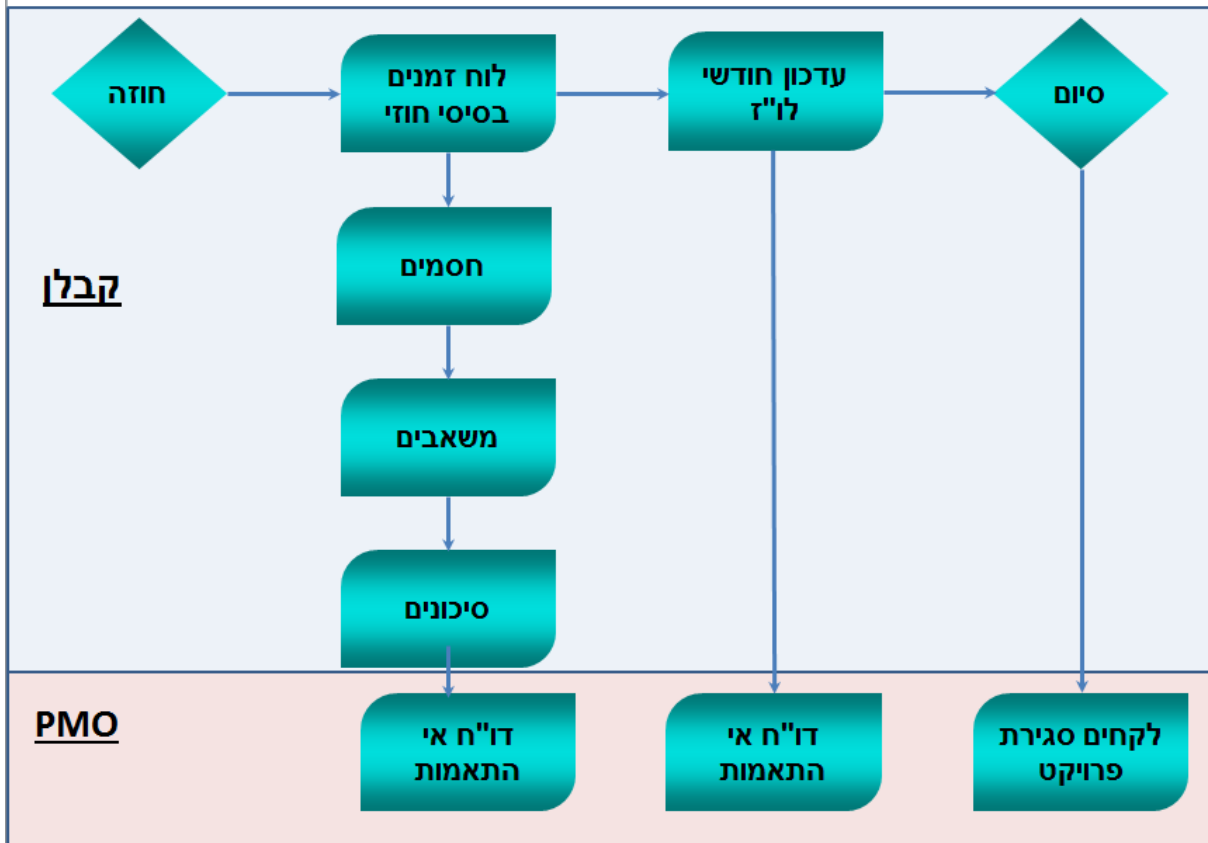 חוזה
לוח זמנים
בסיסי חוזי
עדכון חודשי
לו"ז
סיום
קבלן
חסמים
משאבים
סיכונים
PMO
דו"ח אי
התאמות
דו"ח אי
התאמות
לקחים סגירת
פרויקט